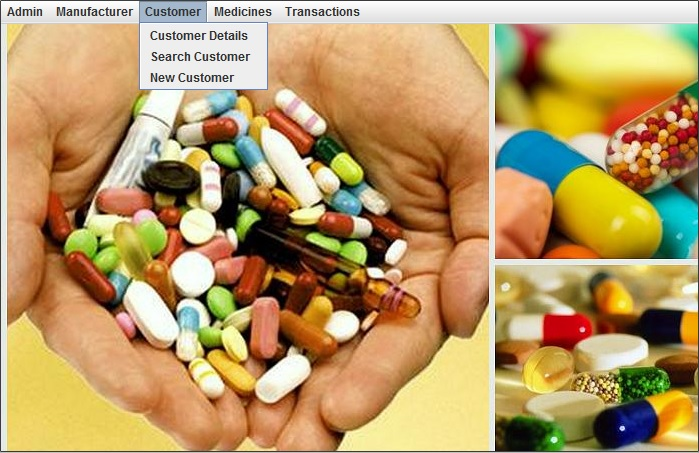 Admin Manufacturer Customer Medicines Transactions
Customer Details
Search Customer
New Customer